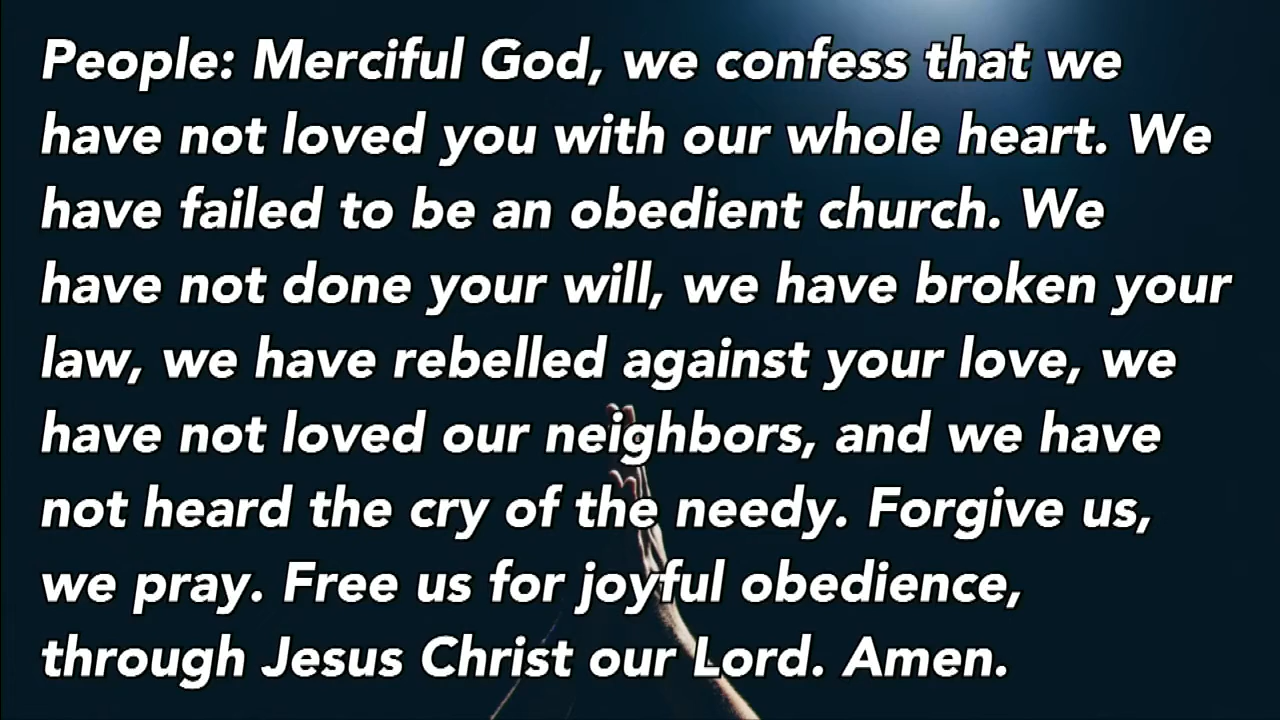 People: Merciful God, we confess that we
have not loved you with our whole heart. We
have failed to be an obedient church. We
have not done your will, we have broken your
law, we have rebelled against your love, we
have not loved our neighbors, and we have
not heard the cry of the needy. Forgive us,
we pray. Free us for joyful obedience,
through Jesus Christ our Lord. Amen.